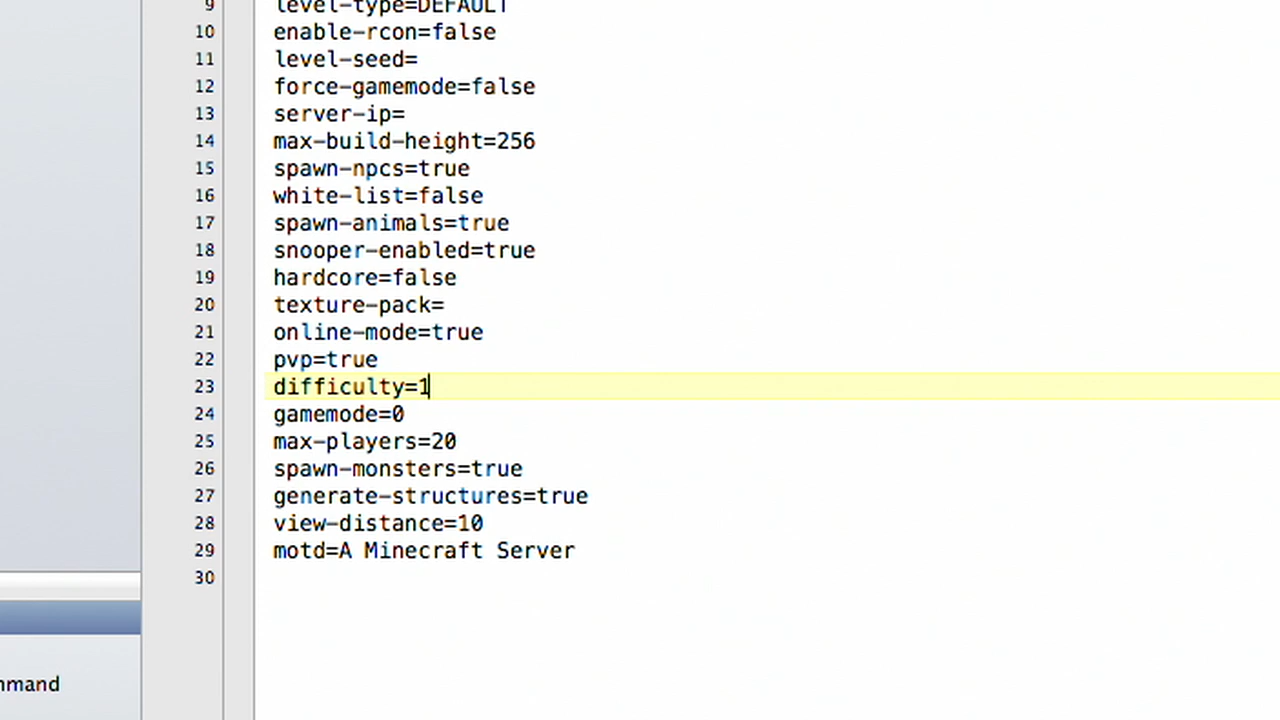 9 level-type=DEFAULT
10 enable-rcon=false
11 level-seed=
12 force-gamemode=false
13 server-ip=
14 max-build-height=256
15 spawn-npcs=true
16 white-list=false
17 spawn-animals=true
18 snooper-enabled=true
19 hardcore=false
20 texture-pack=
21 online-mode=true
22 pvp=true
23 difficulty=1
24 gamemode=0
25 max-players=20
26 spawn-monsters=true
27 generate-structures=true
28 view-distance=10
29 motd=A Minecraft Server
30
mmand